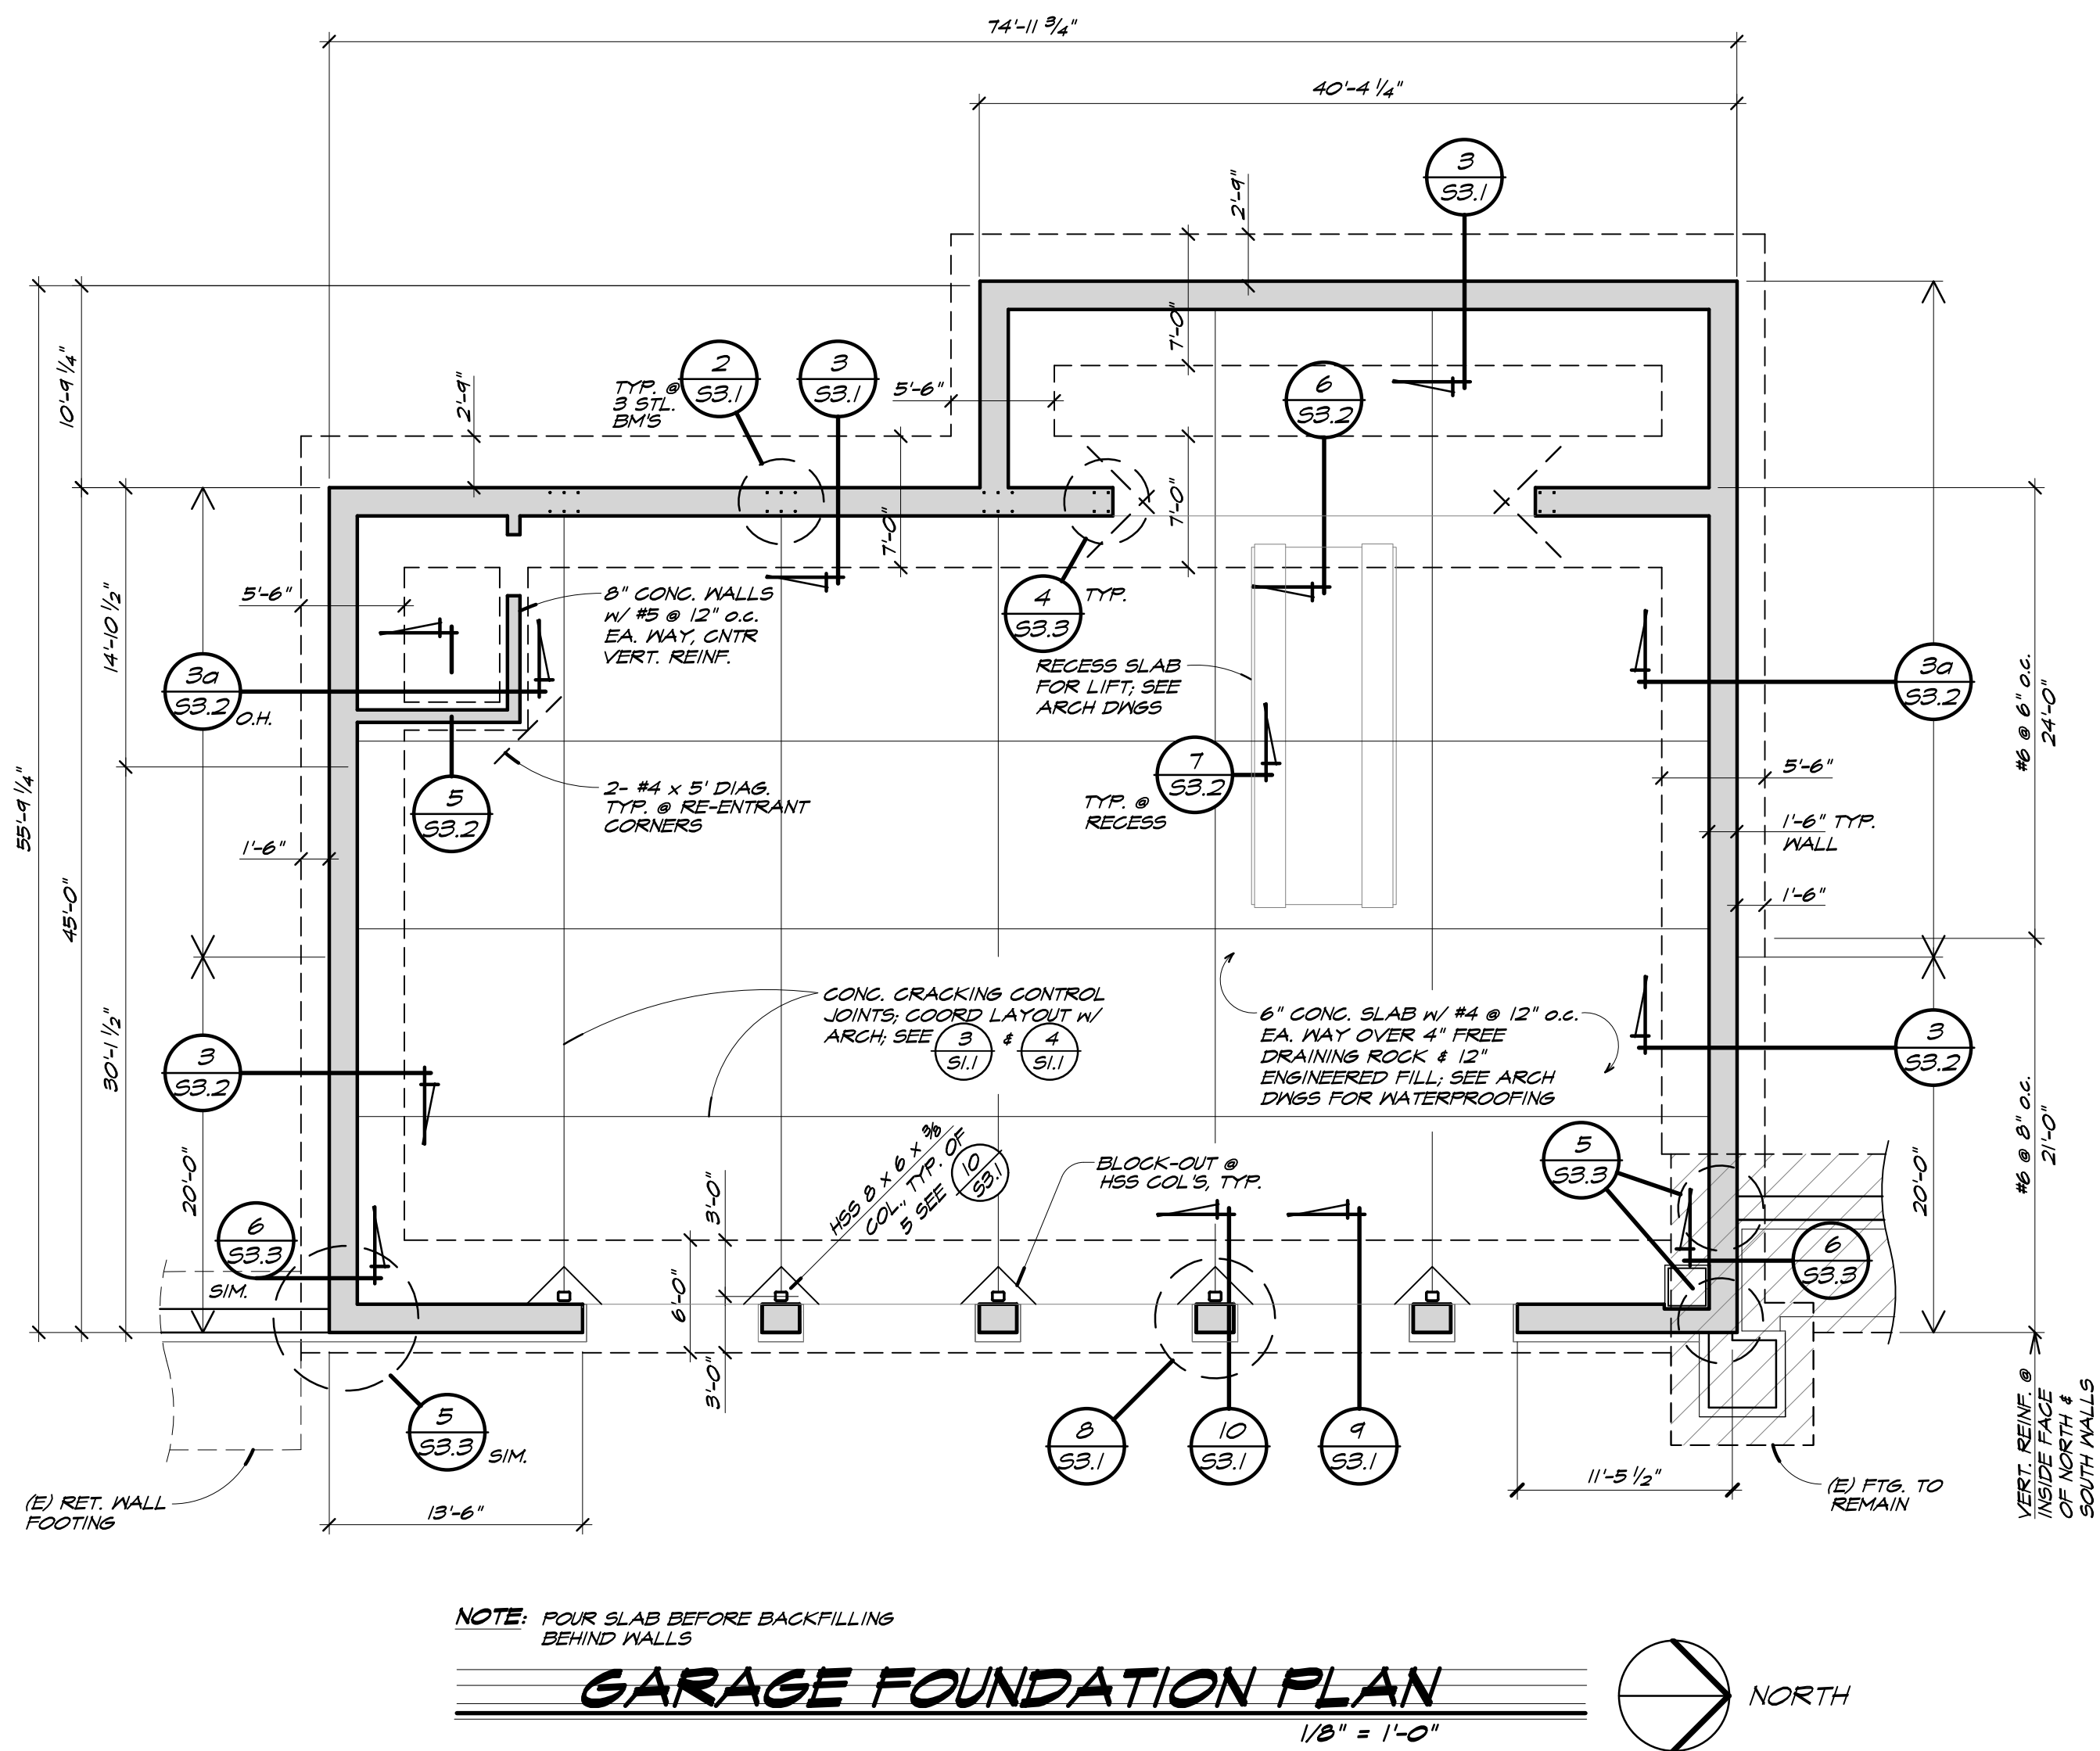 74'-11 3/4"
40'-4 1/4"
3
S3.1
2'-9"
7'-0"
10'-9 1/4"
2'-9"
TYP. @
3 STL.
BM'S
2
S3.1
3
S3.1
5'-6"
6
S3.2
7'-0"
7'-0"
14'-10 1/2"
5'-6"
8" CONC. WALLS
W/ #5 @ 12" O.C.
EA. WAY, CNTR
VERT. REINF.
4
S3.3
TYP.
3a
S3.2
O.H.
RECESS SLAB
FOR LIFT; SEE
ARCH DWGS
3a
S3.2
#6 @ 6" O.C.
24'-0"
55'-9 1/4"
5
S3.2
2- #4 x 5' DIAG.
TYP. @ RE-ENTRANT
CORNERS
7
S3.2
TYP. @
RECESS
5'-6"
1'-6" TYP.
WALL
1'-6"
1'-6"
45'-0"
30'-1 1/2"
3
S3.2
CONC. CRACKING CONTROL
JOINTS; COORD LAYOUT W/
ARCH; SEE
3
S1.1
&
4
S1.1
6" CONC. SLAB W/ #4 @ 12" O.C.
EA. WAY OVER 4" FREE
DRAINING ROCK & 12"
ENGINEERED FILL; SEE ARCH
DWGS FOR WATERPROOFING
3
S3.2
#6 @ 8" O.C.
21'-0"
20'-0"
20'-0"
6
S3.3
SIM.
3'-0"
6'-0"
3'-0"
HSS 8 x 6 x 3/8
COL., TYP. OF
5 SEE
10
S3.1
BLOCK-OUT @
HSS COL'S, TYP.
5
S3.3
6
S3.3
5
S3.3
SIM.
8
S3.1
10
S3.1
9
S3.1
11'-5 1/2"
13'-6"
(E) RET. WALL
FOOTING
(E) FTG. TO
REMAIN
VERT. REINF. @
INSIDE FACE
OF NORTH &
SOUTH WALLS
NOTE: POUR SLAB BEFORE BACKFILLING
BEHIND WALLS
GARAGE FOUNDATION PLAN
1/8" = 1'-0"
NORTH